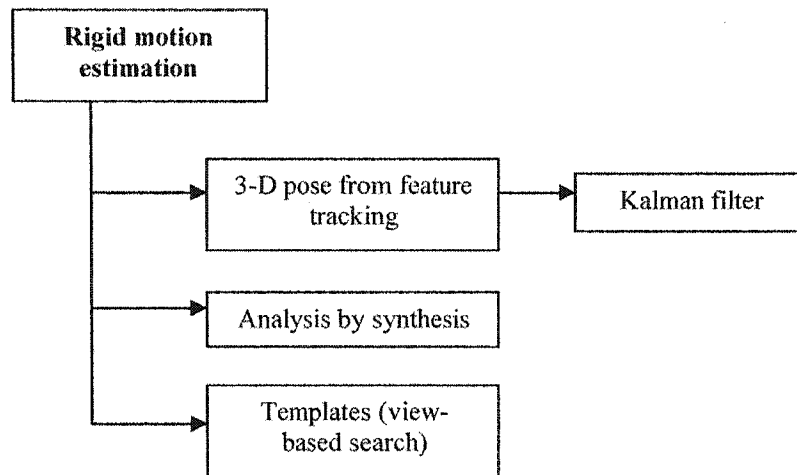 Rigid motion
estimation
3-D pose from feature
tracking
Kalman filter
Analysis by synthesis
Templates (view-
based search)